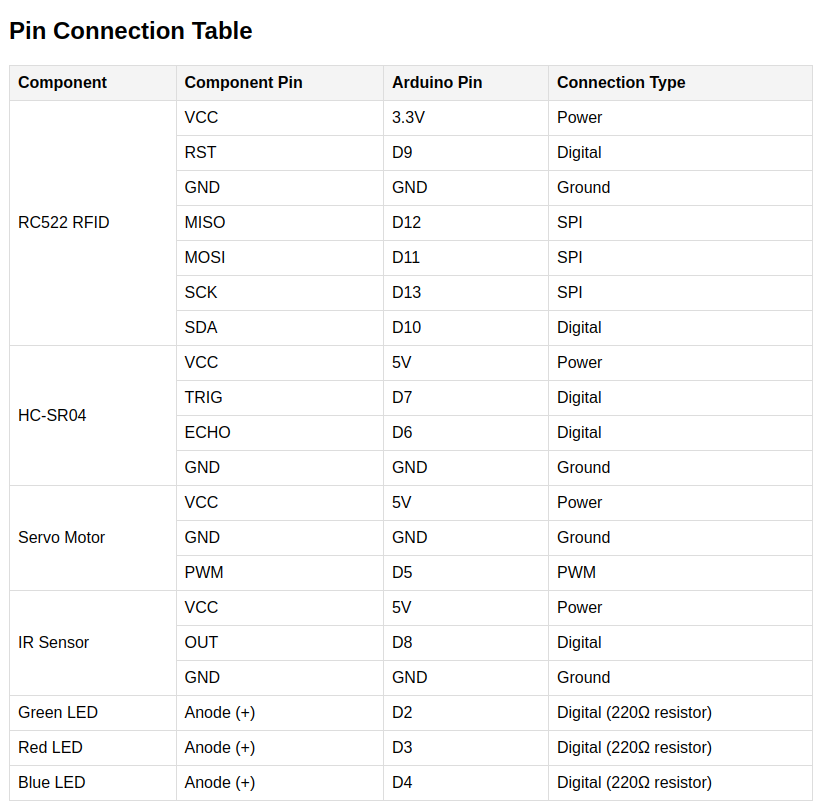 Pin Connection Table
Component Component Pin Arduino Pin Connection Type
RC522 RFID VCC 3.3V Power
RST D9 Digital
GND GND Ground
MISO D12 SPI
MOSI D11 SPI
SCK D13 SPI
SDA D10 Digital
HC-SR04 VCC 5V Power
TRIG D7 Digital
ECHO D6 Digital
GND GND Ground
Servo Motor VCC 5V Power
GND GND Ground
PWM D5 PWM
IR Sensor VCC 5V Power
OUT D8 Digital
GND GND Ground
Green LED Anode (+) D2 Digital (220Ω resistor)
Red LED Anode (+) D3 Digital (220Ω resistor)
Blue LED Anode (+) D4 Digital (220Ω resistor)